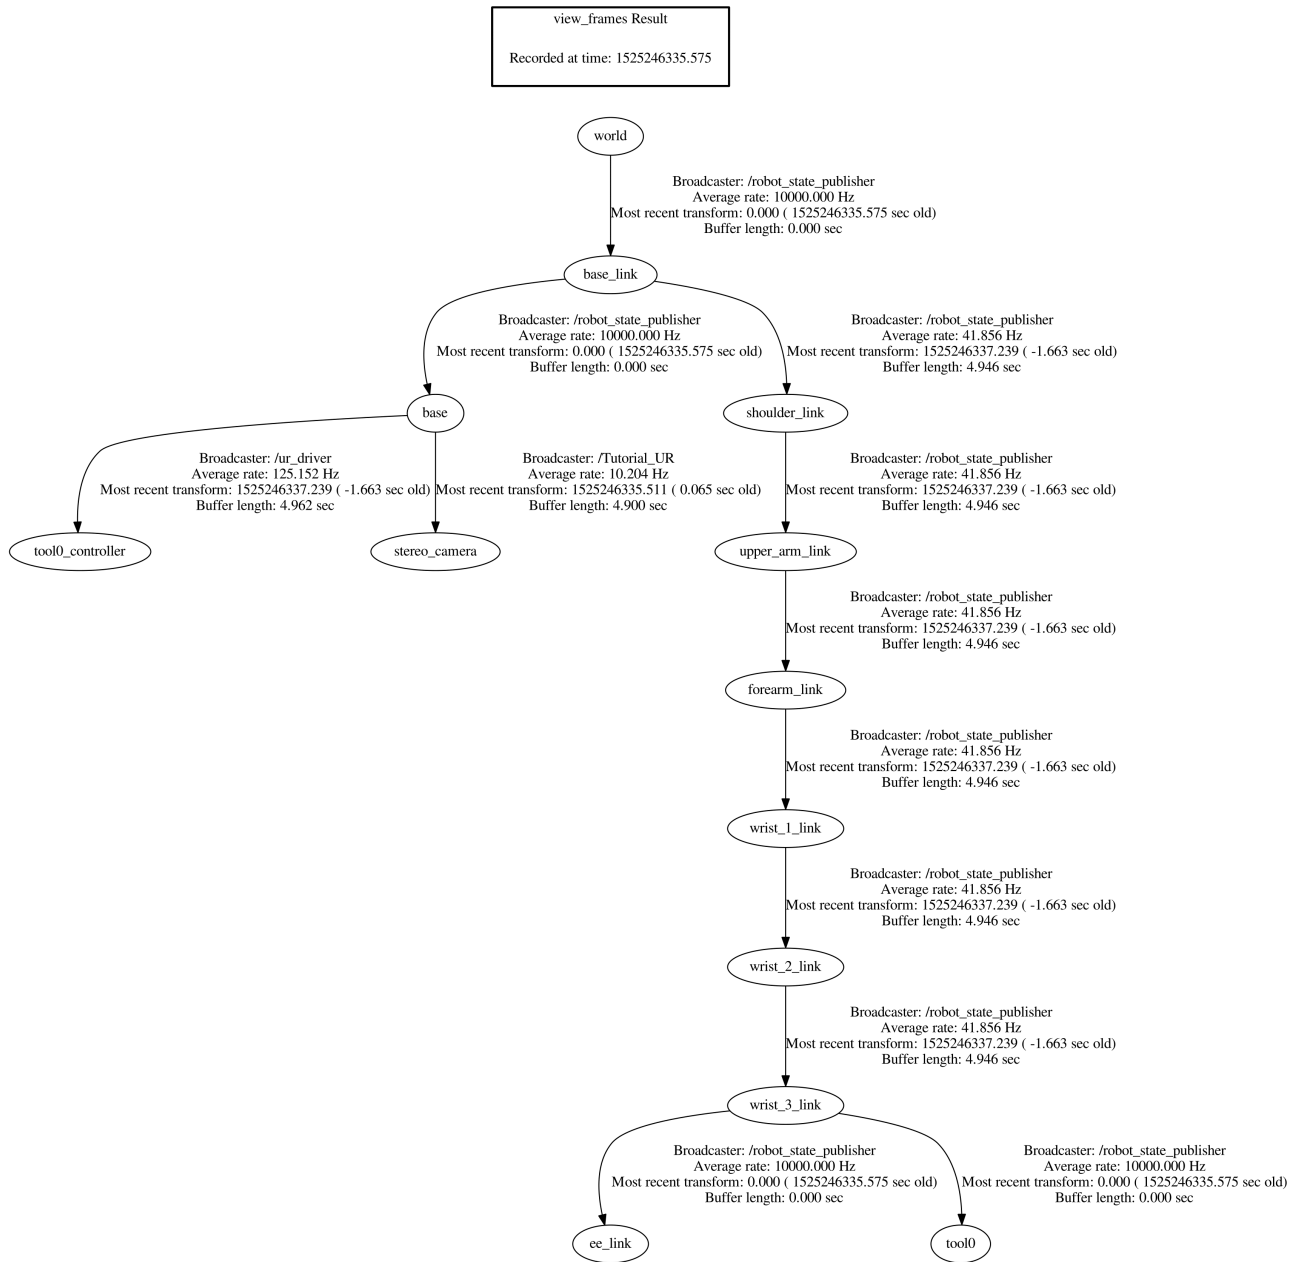 view_frames Result
Recorded at time: 1525246335.575
world
Broadcaster: /robot_state_publisher
Average rate: 10000.000 Hz
Most recent transform: 0.000 ( 1525246335.575 sec old)
Buffer length: 0.000 sec
base_link
Broadcaster: /robot_state_publisher
Average rate: 10000.000 Hz
Most recent transform: 0.000 ( 1525246335.575 sec old)
Buffer length: 0.000 sec
Broadcaster: /robot_state_publisher
Average rate: 41.856 Hz
Most recent transform: 1525246337.239 ( -1.663 sec old)
Buffer length: 4.946 sec
base
shoulder_link
Broadcaster: /ur_driver
Average rate: 125.152 Hz
Most recent transform: 1525246337.239 ( -1.663 sec old)
Buffer length: 4.962 sec
Broadcaster: /Tutorial_UR
Average rate: 10.204 Hz
Most recent transform: 1525246335.511 ( 0.065 sec old)
Buffer length: 4.900 sec
Broadcaster: /robot_state_publisher
Average rate: 41.856 Hz
Most recent transform: 1525246337.239 ( -1.663 sec old)
Buffer length: 4.946 sec
tool0_controller
stereo_camera
upper_arm_link
Broadcaster: /robot_state_publisher
Average rate: 41.856 Hz
Most recent transform: 1525246337.239 ( -1.663 sec old)
Buffer length: 4.946 sec
forearm_link
Broadcaster: /robot_state_publisher
Average rate: 41.856 Hz
Most recent transform: 1525246337.239 ( -1.663 sec old)
Buffer length: 4.946 sec
wrist_1_link
Broadcaster: /robot_state_publisher
Average rate: 41.856 Hz
Most recent transform: 1525246337.239 ( -1.663 sec old)
Buffer length: 4.946 sec
wrist_2_link
Broadcaster: /robot_state_publisher
Average rate: 41.856 Hz
Most recent transform: 1525246337.239 ( -1.663 sec old)
Buffer length: 4.946 sec
wrist_3_link
Broadcaster: /robot_state_publisher
Average rate: 10000.000 Hz
Most recent transform: 0.000 ( 1525246335.575 sec old)
Buffer length: 0.000 sec
Broadcaster: /robot_state_publisher
Average rate: 10000.000 Hz
Most recent transform: 0.000 ( 1525246335.575 sec old)
Buffer length: 0.000 sec
ee_link
tool0